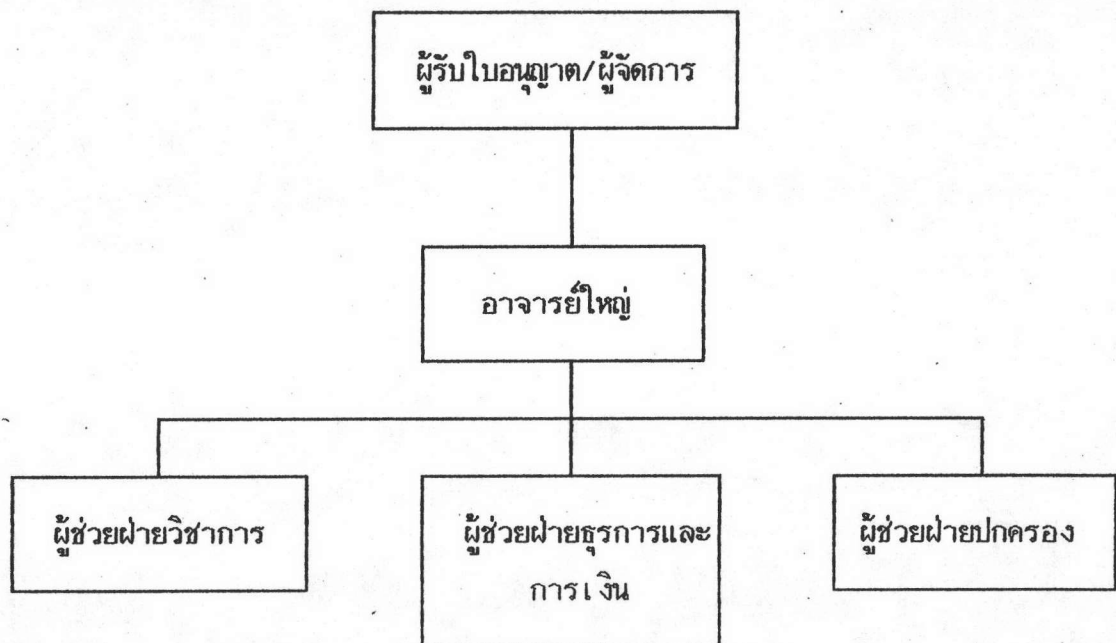 ผู้รับใบอนุญาต/ผู้จัดการ
อาจารย์ใหญ่
ผู้ช่วยฝ่ายวิชาการ
ผู้ช่วยฝ่ายธุรการและ
การเงิน
ผู้ช่วยฝ่ายปกครอง